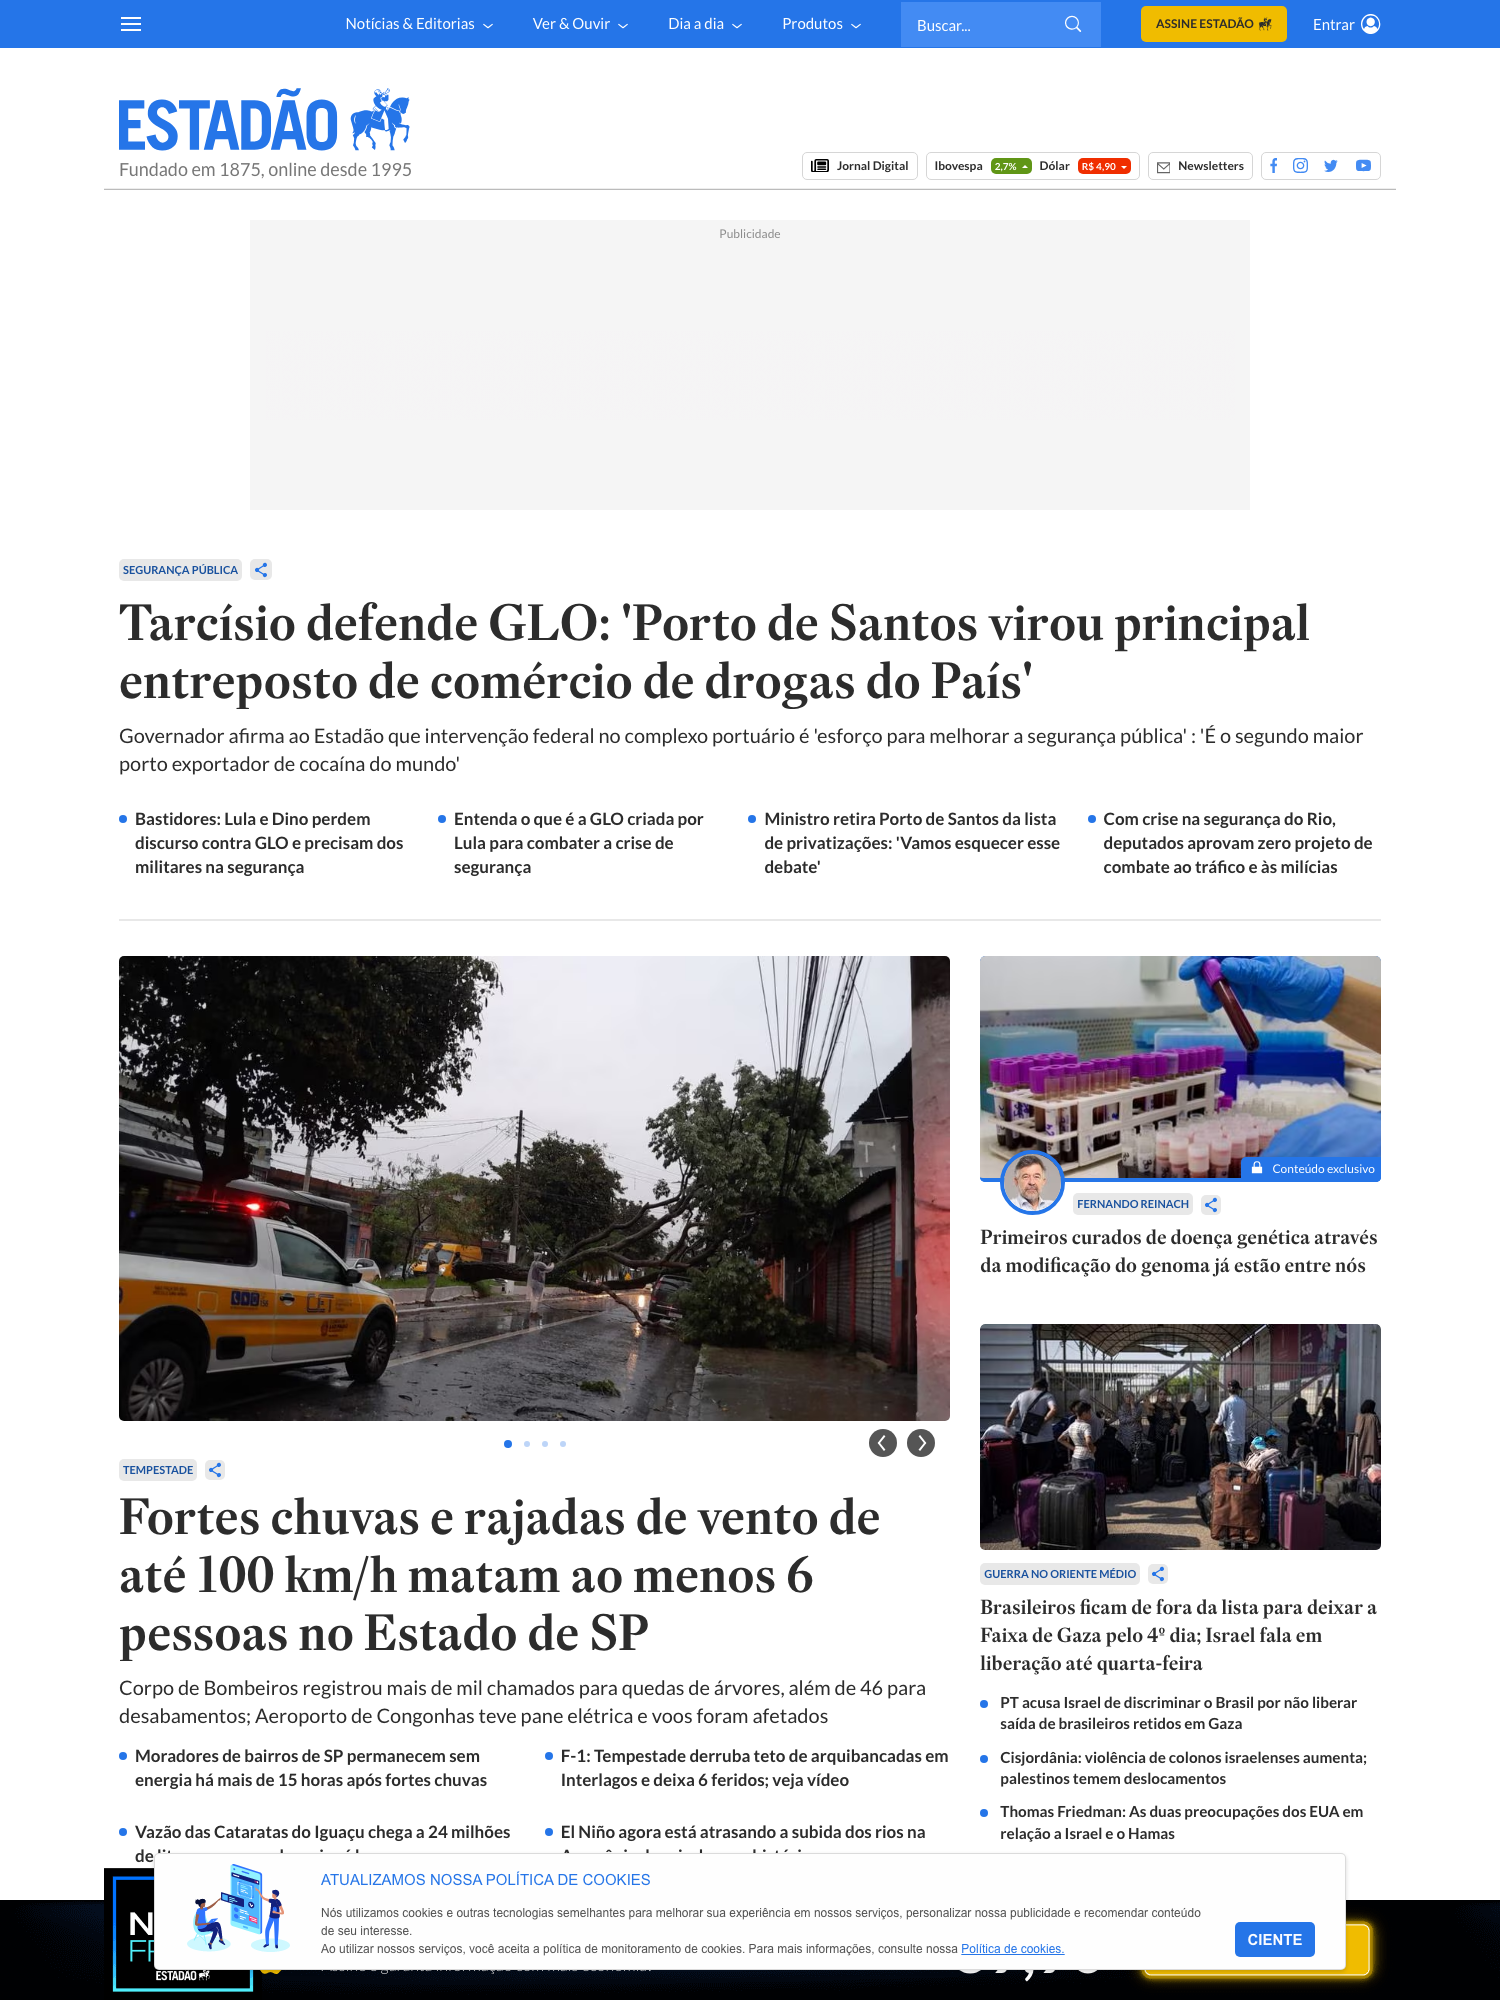 Notícias & Editorias
Ver & Ouvir
Dia a dia
Produtos
Buscar...
ASSINE ESTADÃO
Entrar
ESTADÃO
Fundado em 1875, online desde 1995
Jornal Digital
Ibovespa 2,7% Dólar R$ 4,90
Newsletters
Publicidade
SEGURANÇA PÚBLICA
Tarcísio defende GLO: 'Porto de Santos virou principal
entreposto de comércio de drogas do País'
Governador afirma ao Estadão que intervenção federal no complexo portuário é 'esforço para melhorar a segurança pública' : 'É o segundo maior
porto exportador de cocaína do mundo'
Bastidores: Lula e Dino perdem
discurso contra GLO e precisam dos
militares na segurança
Entenda o que é a GLO criada por
Lula para combater a crise de
segurança
Ministro retira Porto de Santos da lista
de privatizações: 'Vamos esquecer esse
debate'
Com crise na segurança do Rio,
deputados aprovam zero projeto de
combate ao tráfico e às milícias
CET
TEMPESTADE
Fortes chuvas e rajadas de vento de
até 100 km/h matam ao menos 6
pessoas no Estado de SP
Corpo de Bombeiros registrou mais de mil chamados para quedas de árvores, além de 46 para
desabamentos; Aeroporto de Congonhas teve pane elétrica e voos foram afetados
Moradores de bairros de SP permanecem sem
energia há mais de 15 horas após fortes chuvas
F-1: Tempestade derruba teto de arquibancadas em
Interlagos e deixa 6 feridos; veja vídeo
Vazão das Cataratas do Iguaçu chega a 24 milhões
de
El Niño agora está atrasando a subida dos rios na
Conteúdo exclusivo
FERNANDO REINACH
Primeiros curados de doença genética através
da modificação do genoma já estão entre nós
GUERRA NO ORIENTE MÉDIO
Brasileiros ficam de fora da lista para deixar a
Faixa de Gaza pelo 4º dia; Israel fala em
liberação até quarta-feira
PT acusa Israel de discriminar o Brasil por não liberar
saída de brasileiros retidos em Gaza
Cisjordânia: violência de colonos israelenses aumenta;
palestinos temem deslocamentos
Thomas Friedman: As duas preocupações dos EUA em
relação a Israel e o Hamas
ATUALIZAMOS NOSSA POLÍTICA DE COOKIES
Nós utilizamos cookies e outras tecnologias semelhantes para melhorar sua experiência em nossos serviços, personalizar nossa publicidade e recomendar conteúdo
de seu interesse.
Ao utilizar nossos serviços, você aceita a política de monitoramento de cookies. Para mais informações, consulte nossa Política de cookies.
CIENTE
ESTADÃO